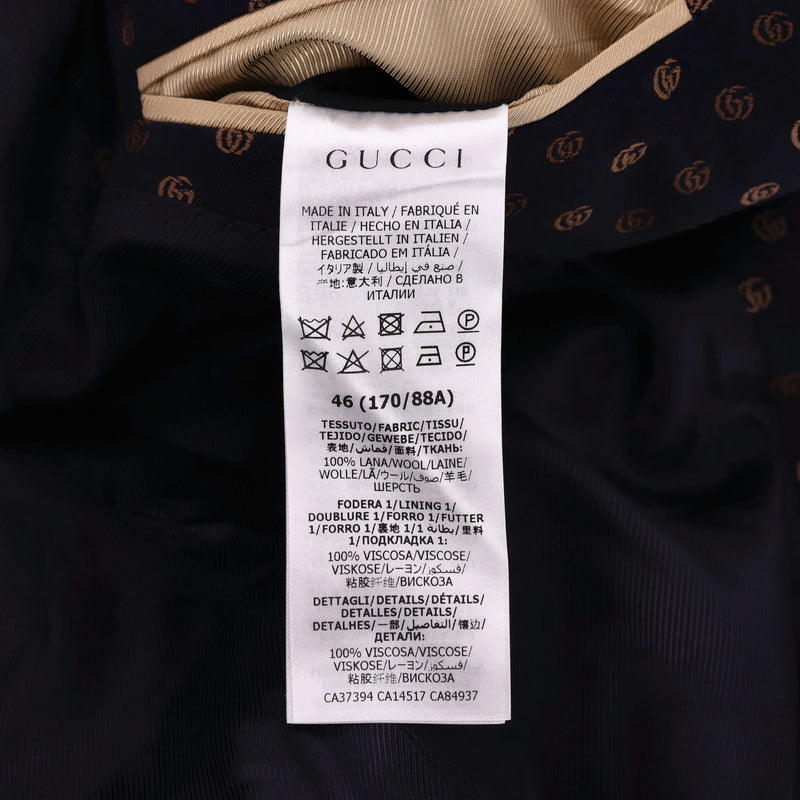 GUCCI
MADE IN ITALY / FABRIQUÉ EN
ITALIE / HECHO EN ITALIA /
HERGESTELLT IN ITALIEN /
FABRICADO EM ITÁLIA /
イタリア製 / صنع في إيطاليا /
产地:意大利 / СДЕЛАНО В
ИТАЛИИ
46 (170/88A)
TESSUTO/FABRIC/TISSU/
TEJIDO/GEWEBE/TECIDO/
表地/قماش/面料/ТКАНЬ:
100% LANA/WOOL/LAINE/
WOLLE/LÃ/ウール/صوف/羊毛/
ШЕРСТЬ
FODERA 1/LINING 1/
DOUBLURE 1/FORRO 1/FUTTER
1/FORRO 1/裏地 1/بطانة 1/里料
1/ПОДКЛАДКА 1:
100% VISCOSA/VISCOSE/
VISKOSE/レーヨン/فسكوز/
粘胶纤维/ВИСКОЗА
DETTAGLI/DETAILS/DÉTAILS/
DETALLES/DETAILS/
DETALHES/一部/التفاصيل/镶边/
ДЕТАЛИ:
100% VISCOSA/VISCOSE/
VISKOSE/レーヨン/فسكوز/
粘胶纤维/ВИСКОЗА
CA37394 CA14517 CA84937